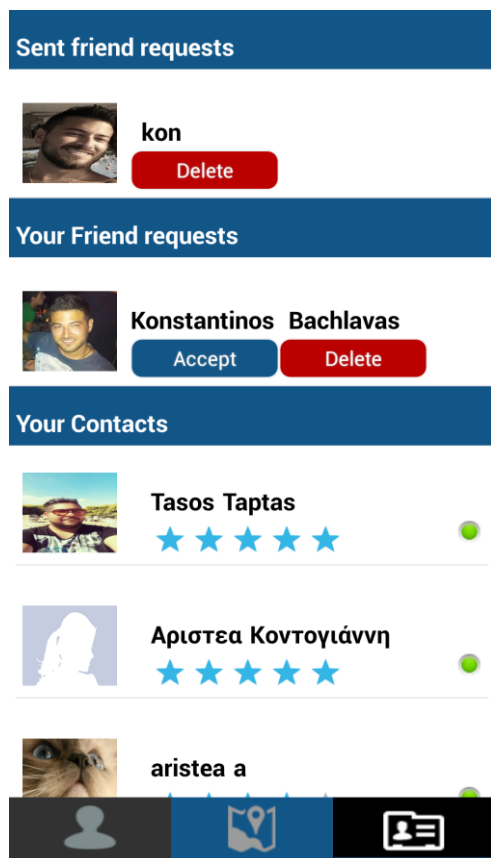 Sent friend requests
kon
Delete
Your Friend requests
Konstantinos Bachlavas
Accept Delete
Your Contacts
Tasos Taptas
Αριστεα Κοντογιάννη
aristea a